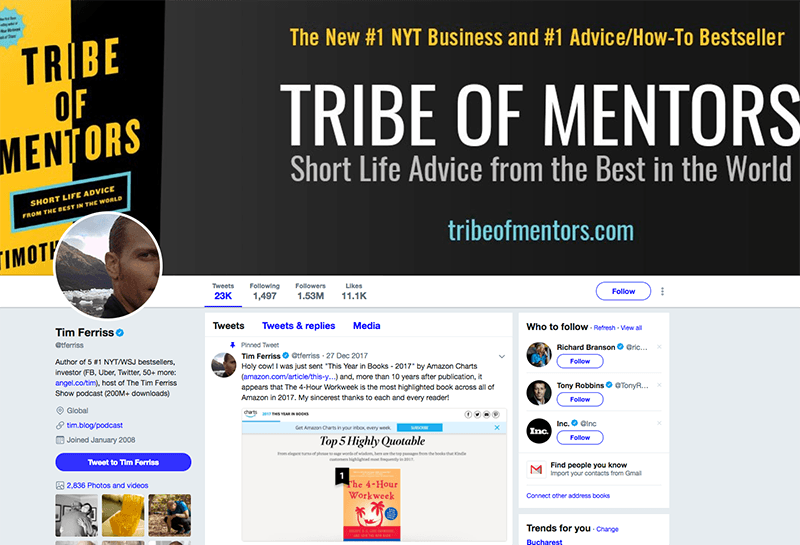 TRIBE
OF
MENTORS
SHORT LIFE ADVICE
FROM THE BEST IN THE WORLD
TIMOTH
The New #1 NYT Business and #1 Advice/How-To Bestseller
TRIBE OF MENTORS
Short Life Advice from the Best in the World
tribeofmentors.com
Tweets Following Followers Likes
23K 1,497 1.53M 11.1K
Follow
Tim Ferriss
@tferriss
Author of 5 #1 NYT/WSJ bestsellers,
investor (FB, Uber, Twitter, 50+ more:
angel.co/tim), host of The Tim Ferriss
Show podcast (200M+ downloads)
Global
tim.blog/podcast
Joined January 2008
Tweet to Tim Ferriss
2,836 Photos and videos
Tweets Tweets & replies Media
Pinned Tweet
Tim Ferriss @tferriss · 27 Dec 2017
Holy cow! I was just sent "This Year in Books - 2017" by Amazon Charts
(amazon.com/article/this-y…) and, more than 10 years after publication, it
appears that The 4-Hour Workweek is the most highlighted book across all of
Amazon in 2017. My sincerest thanks to each and every reader!
charts 2017 THIS YEAR IN BOOKS
Get Amazon Charts in your inbox, every week. SUBSCRIBE
Top 5 Highly Quotable
From elegant turns of phrase to sage words of wisdom, here are the top passages from the books that Kindle
customers highlighted most frequently in 2017.
1
The 4-Hour
Workweek
Who to follow · Refresh · View all
Richard Branson @ric...
Follow
Tony Robbins @TonyR...
Follow
Inc.
Inc. @Inc
Follow
Find people you know
Import your contacts from Gmail
Connect other address books
Trends for you · Change
Bucharest